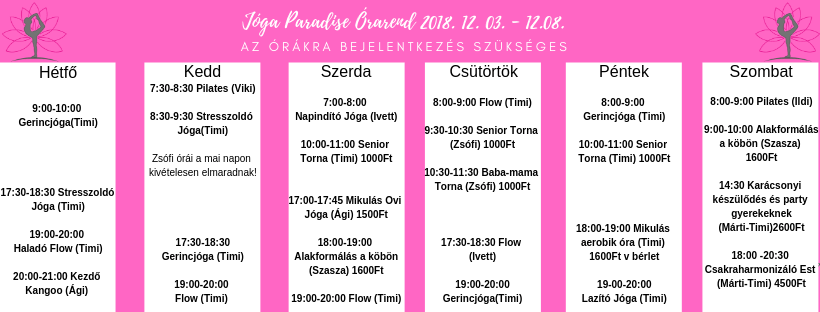 Jóga Paradise Órarend 2018. 12. 03. - 12.08.
AZ ÓRÁKRA BEJELENTKEZÉS SZÜKSÉGES
Hétfő
9:00-10:00
Gerincjóga(Timi)
17:30-18:30 Stresszoldó
Jóga (Timi)
19:00-20:00
Haladó Flow (Timi)
20:00-21:00 Kezdő
Kangoo (Ági)
Kedd
7:30-8:30 Pilates (Viki)
8:30-9:30 Stresszoldó
Jóga(Timi)
Zsófi órái a mai napon
kivételesen elmaradnak!
17:30-18:30
Gerincjóga (Timi)
19:00-20:00
Flow (Timi)
Szerda
7:00-8:00
Napindító Jóga (Ivett)
10:00-11:00 Senior
Torna (Timi) 1000Ft
17:00-17:45 Mikulás Ovi
Jóga (Ági) 1500Ft
18:00-19:00
Alakformálás a köbön
(Szasza) 1600Ft
19:00-20:00 Flow (Timi)
Csütörtök
8:00-9:00 Flow (Timi)
9:30-10:30 Senior Torna
(Zsófi) 1000Ft
10:30-11:30 Baba-mama
Torna (Zsófi) 1000Ft
17:30-18:30 Flow
(Ivett)
19:00-20:00
Gerincjóga(Timi)
Péntek
8:00-9:00
Gerincjóga (Timi)
10:00-11:00 Senior
Torna (Timi) 1000Ft
18:00-19:00 Mikulás
aerobik óra (Timi)
1600Ft v bérlet
19-00-20:00
Lazító Jóga (Timi)
Szombat
8:00-9:00 Pilates (Ildi)
9:00-10:00 Alakformálás
a köbön (Szasza)
1600Ft
14:30 Karácsonyi
készülődés és party
gyerekeknek
(Márti-Timi)2600Ft
18:00 -20:30
Csakraharmonizáló Est
(Márti-Timi) 4500Ft